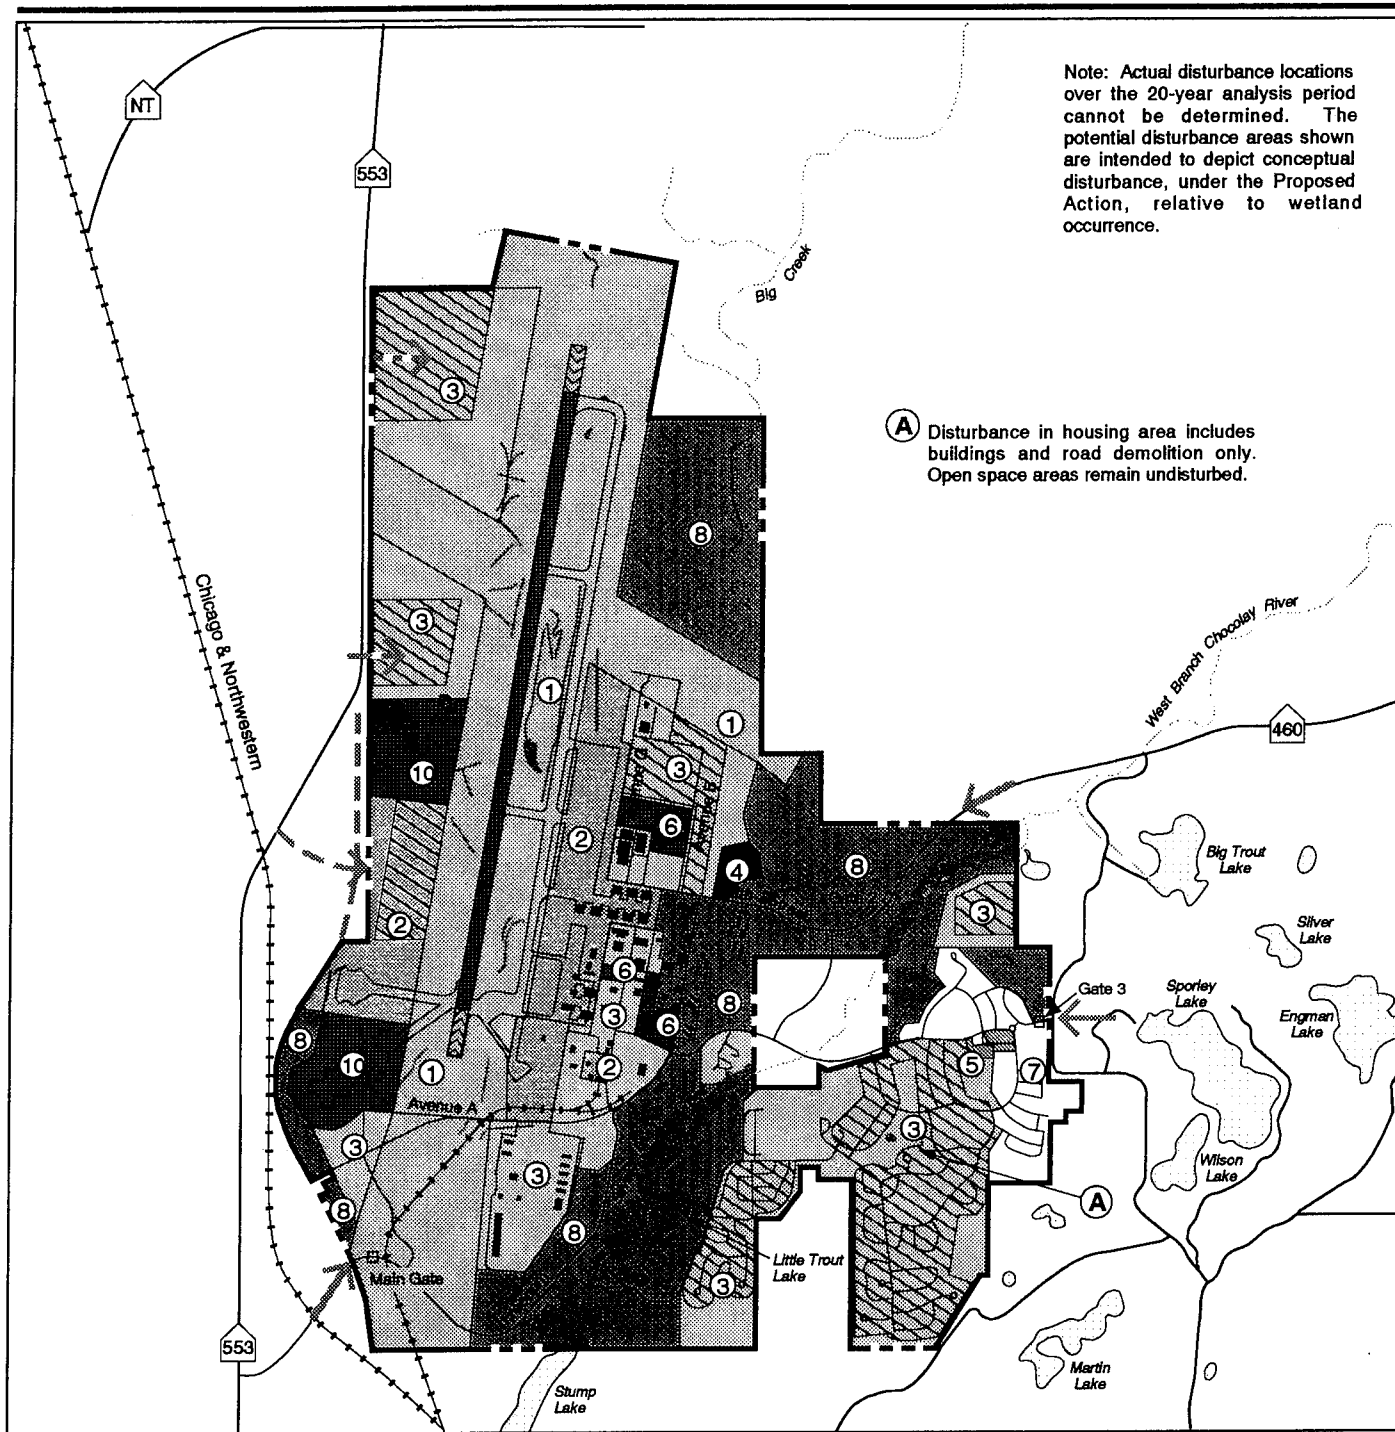 Note: Actual disturbance locations
over the 20-year analysis period
cannot be determined. The
potential disturbance areas shown
are intended to depict conceptual
disturbance, under the Proposed
Action, relative to wetland
occurrence.
NT
553
Big Creek
3
A
Disturbance in housing area includes
buildings and road demolition only.
Open space areas remain undisturbed.
8
Chicago & Northwestern
3
West Branch Chocolay River
1
1
460
10
3
Avenue B
6
2
4
8
Big Trout
Lake
2
3
Silver
Lake
6
8
Gate 3
Sporley
Lake
Engman
Lake
3
6
8
10
1
2
5
7
Avenue A
3
3
3
Wilson
Lake
A
8
8
Little Trout
Lake
3
Main Gate
553
Martin
Lake
Stump
Lake